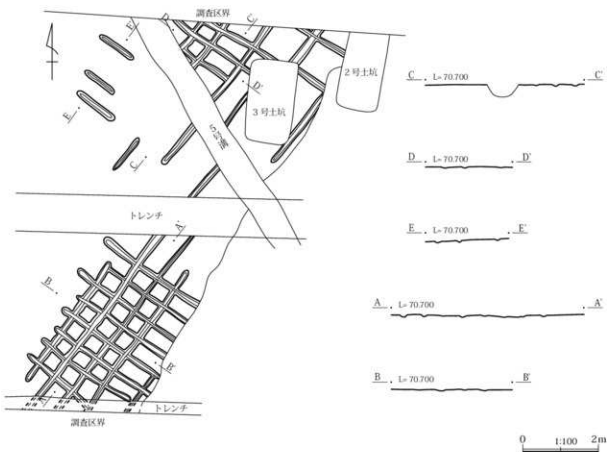 調査区界
E'
C
2号土坑
D'
3号土坑
5号溝
E
C
トレンチ
A'
B
B'
トレンチ
調査区界
C L=70.700 C'
D L=70.700 D'
E L=70.700 E'
A L=70.700 A'
B L=70.700 B'
0 1:100 2m